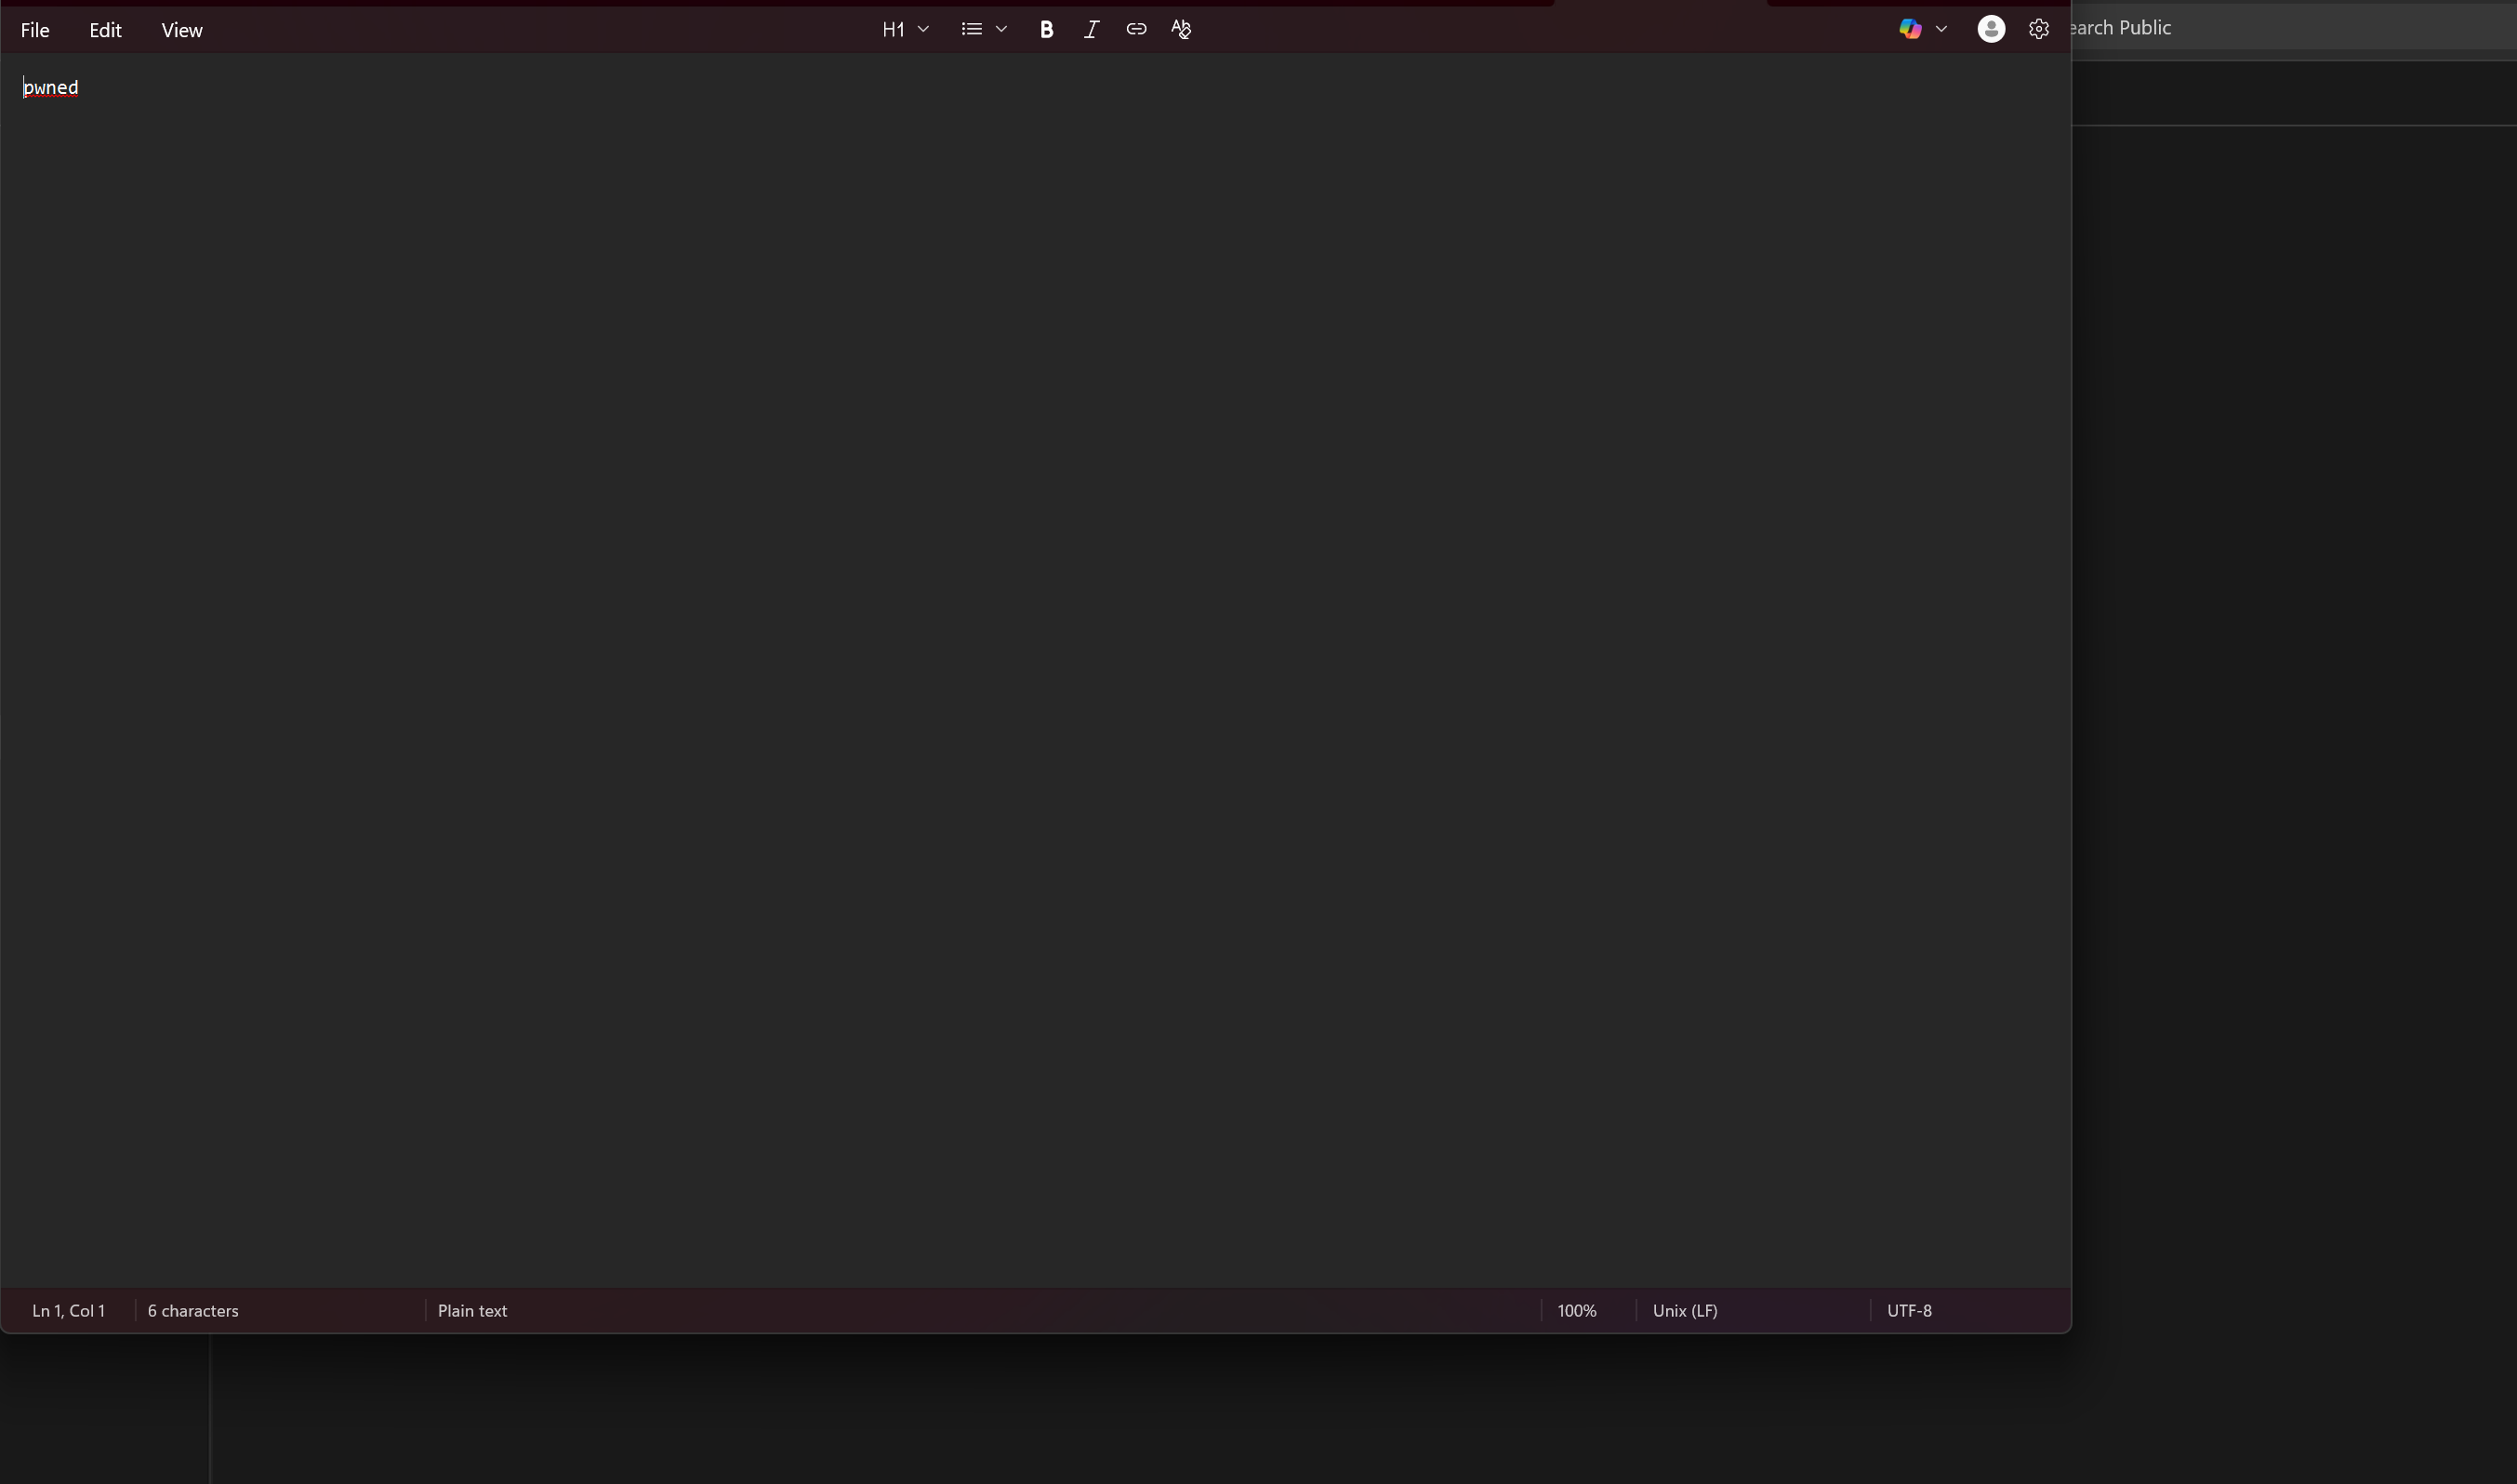 File Edit View H1 earch Public
pwned
Ln 1, Col 1 6 characters Plain text 100% Unix (LF) UTF-8